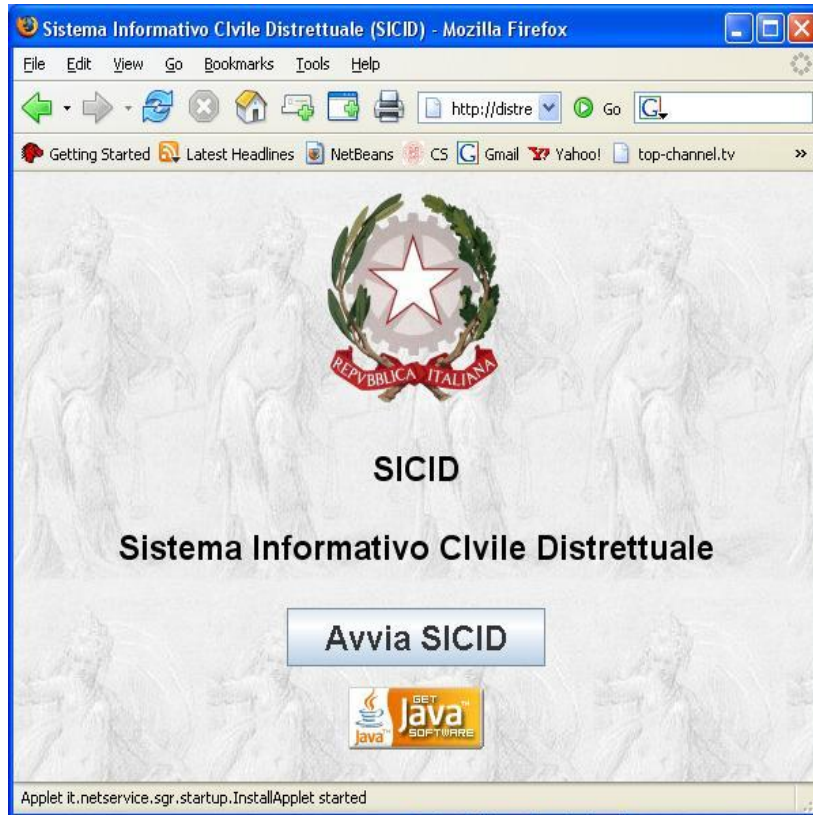 Sistema Informativo CIvile Distrettuale (SICID) - Mozilla Firefox
File Edit View Go Bookmarks Tools Help
http://distre Go G
Getting Started Latest Headlines NetBeans CS G Gmail Y? Yahoo! top-channel.tv »
REPVBBLICA ITALIANA
SICID
Sistema Informativo CIvile Distrettuale
Avvia SICID
GET
Java Java™
SOFTWARE
Applet it.netservice.sgr.startup.InstallApplet started